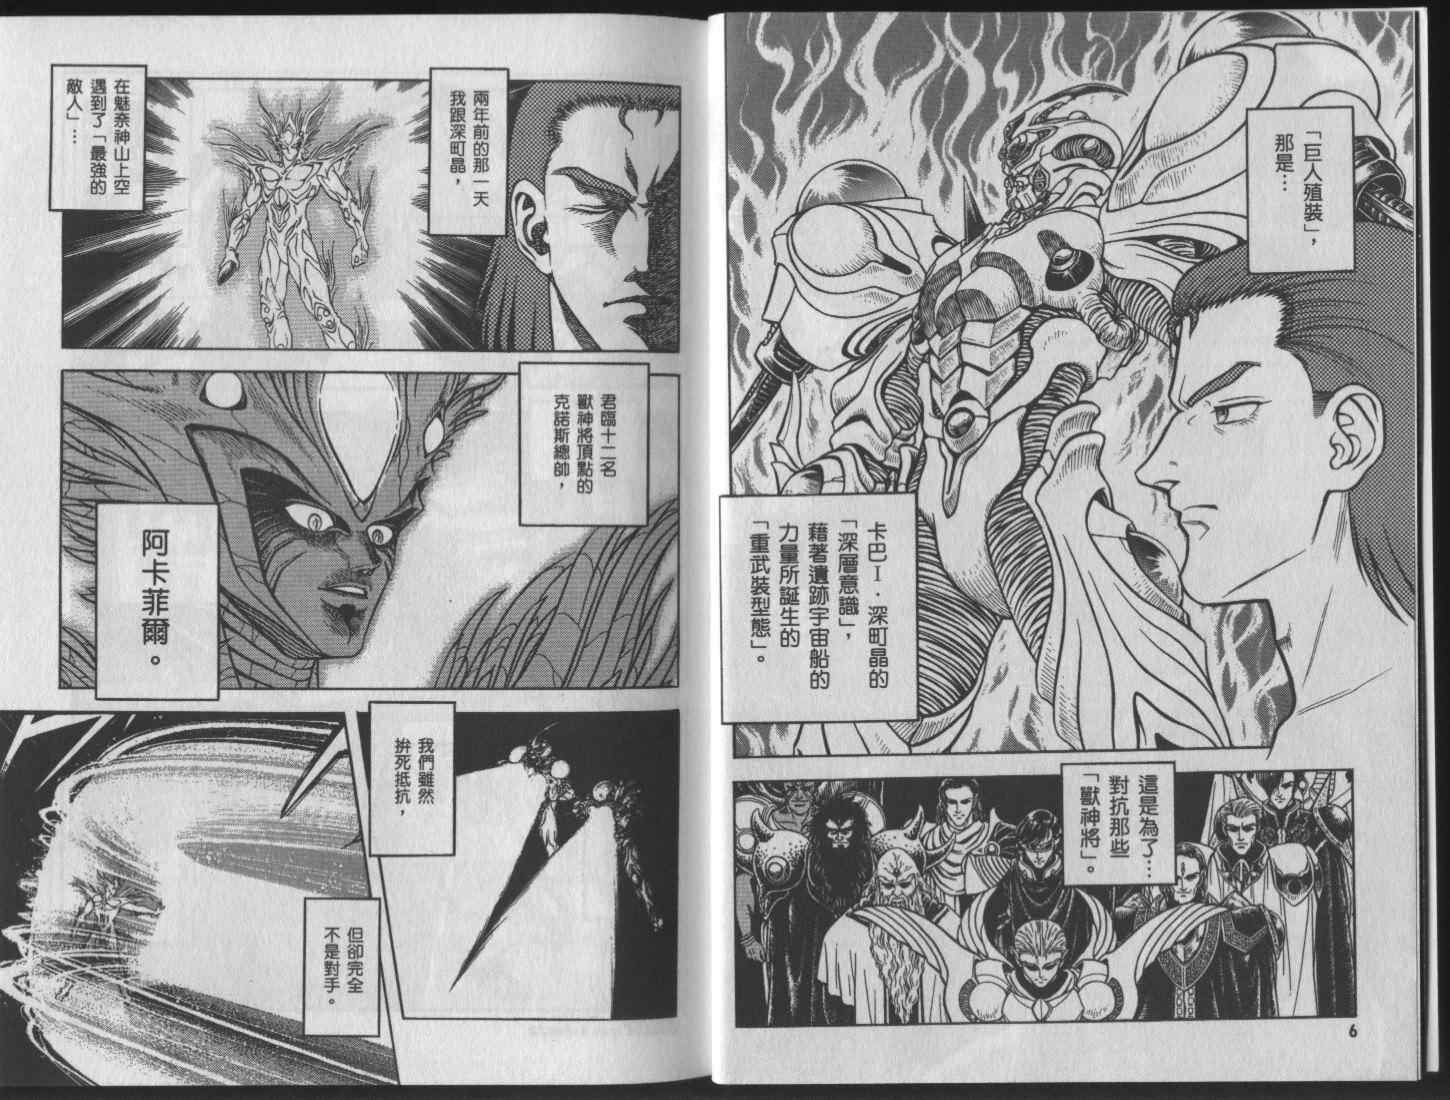 「巨人殖裝」，
那是…
卡巴I．深町晶的
「深層意識」，
藉著遺跡宇宙船的
力量所誕生的
「重武裝型態」。
這是為了…
對抗那些
「獸神將」。
6
兩年前的那一天
我跟深町晶，
在魅奈神山上空
遇到了「最強的
敵人」…
君臨十二名
獸神將頂點的
克諾斯總帥，
阿卡菲爾。
我們雖然
拚死抵抗，
但卻完全
不是對手。